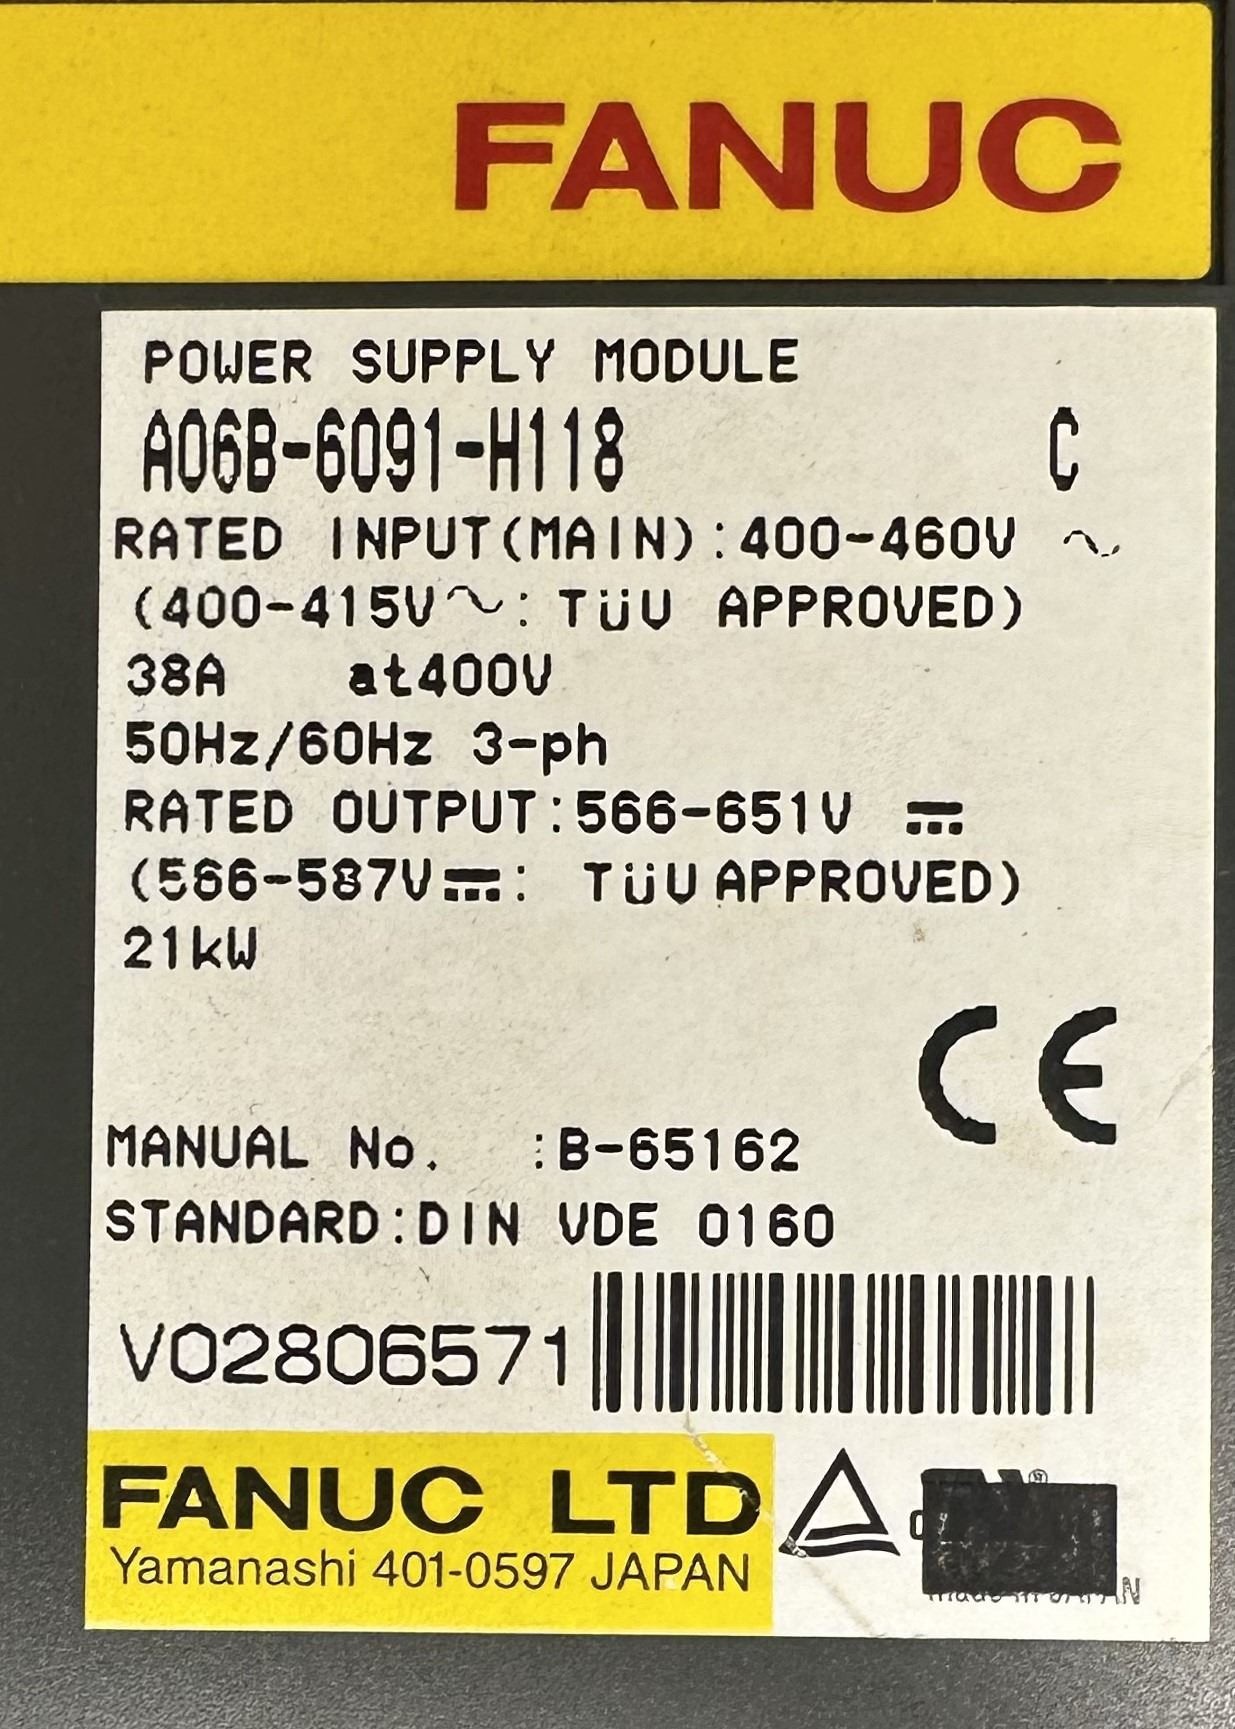 FANUC
POWER SUPPLY MODULE
A06B-6091-H118 C
RATED INPUT(MAIN):400-460V ~
(400-415V~: TüV APPROVED)
38A at400V
50Hz/60Hz 3-ph
RATED OUTPUT:566-651V ⎓
(566-587V⎓: TüV APPROVED)
21kW
CE
MANUAL No. :B-65162
STANDARD:DIN VDE 0160
V02806571
FANUC LTD
Yamanashi 401-0597 JAPAN